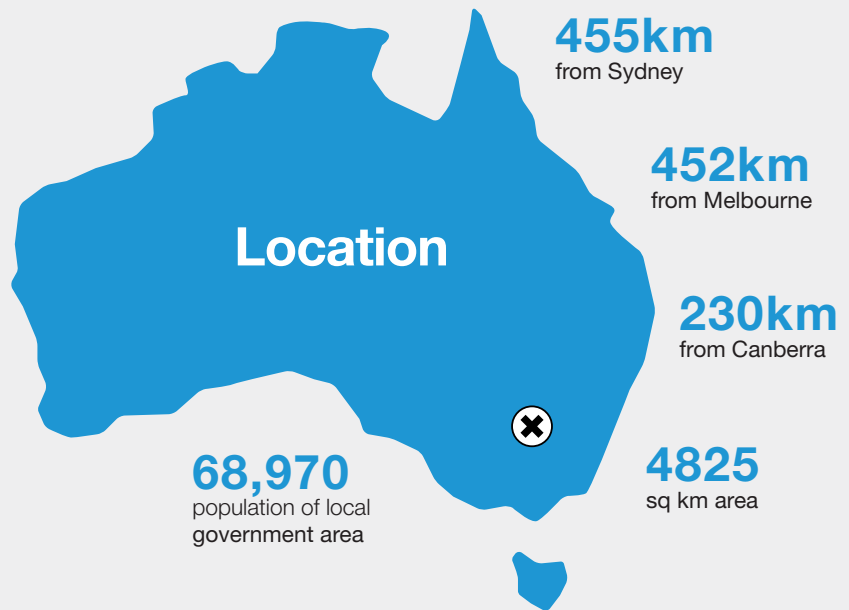 455km
from Sydney
452km
from Melbourne
Location
230km
from Canberra
68,970
population of local
government area
4825
sq km area